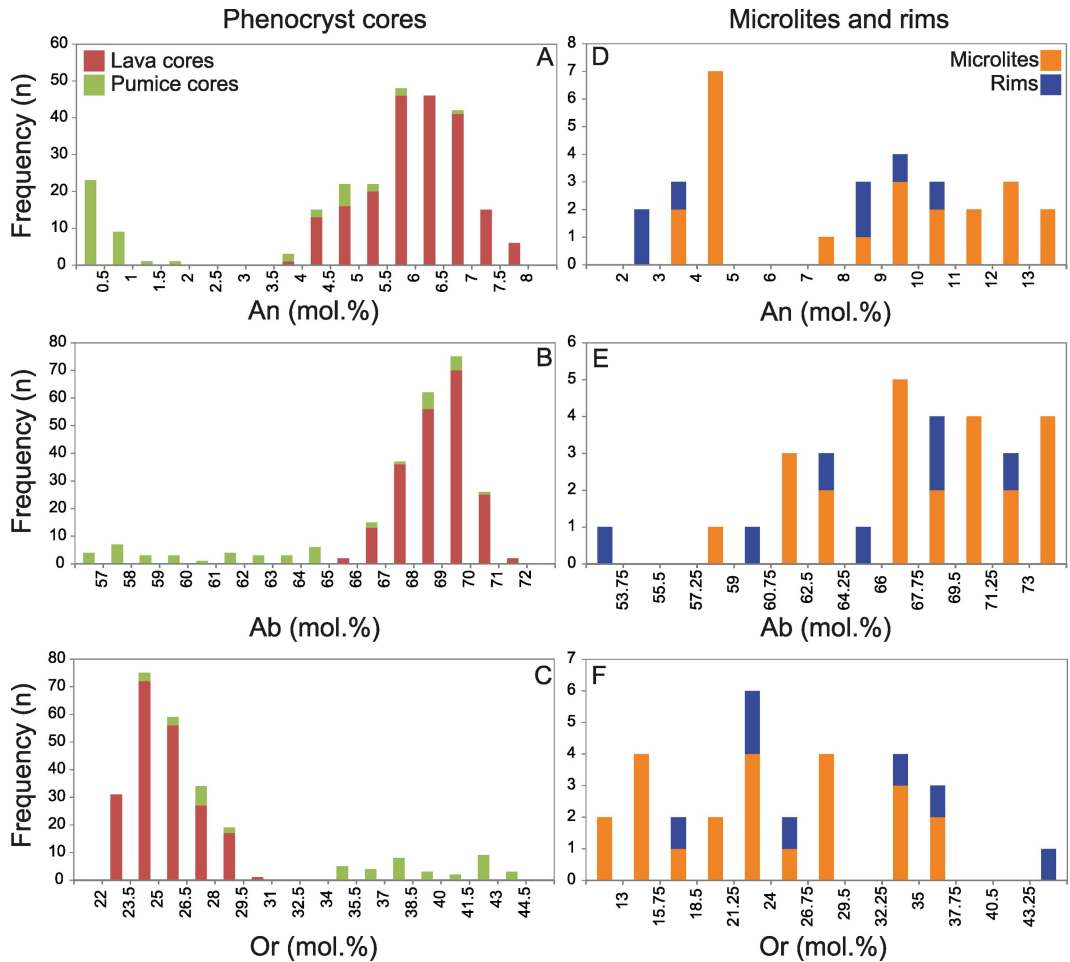 Phenocryst cores
Microlites and rims
Frequency (n)
60
50
40
30
20
10
0
Lava cores
Pumice cores
A
0.5 1 1.5 2 2.5 3 3.5 4 4.5 5 5.5 6 6.5 7 7.5 8
An (mol.%)
8
7
6
5
4
3
2
1
0
D
Microlites
Rims
2 3 4 5 6 7 8 9 10 11 12 13
An (mol.%)
Frequency (n)
80
70
60
50
40
30
20
10
0
B
57 58 59 60 61 62 63 64 65 66 67 68 69 70 71 72
Ab (mol.%)
6
5
4
3
2
1
0
E
53.75 55.5 57.25 59 60.75 62.5 64.25 66 67.75 69.5 71.25 73
Ab (mol.%)
Frequency (n)
80
70
60
50
40
30
20
10
0
C
22 23.5 25 26.5 28 29.5 31 32.5 34 35.5 37 38.5 40 41.5 43 44.5
Or (mol.%)
7
6
5
4
3
2
1
0
F
13 15.75 18.5 21.25 24 26.75 29.5 32.25 35 37.75 40.5 43.25
Or (mol.%)